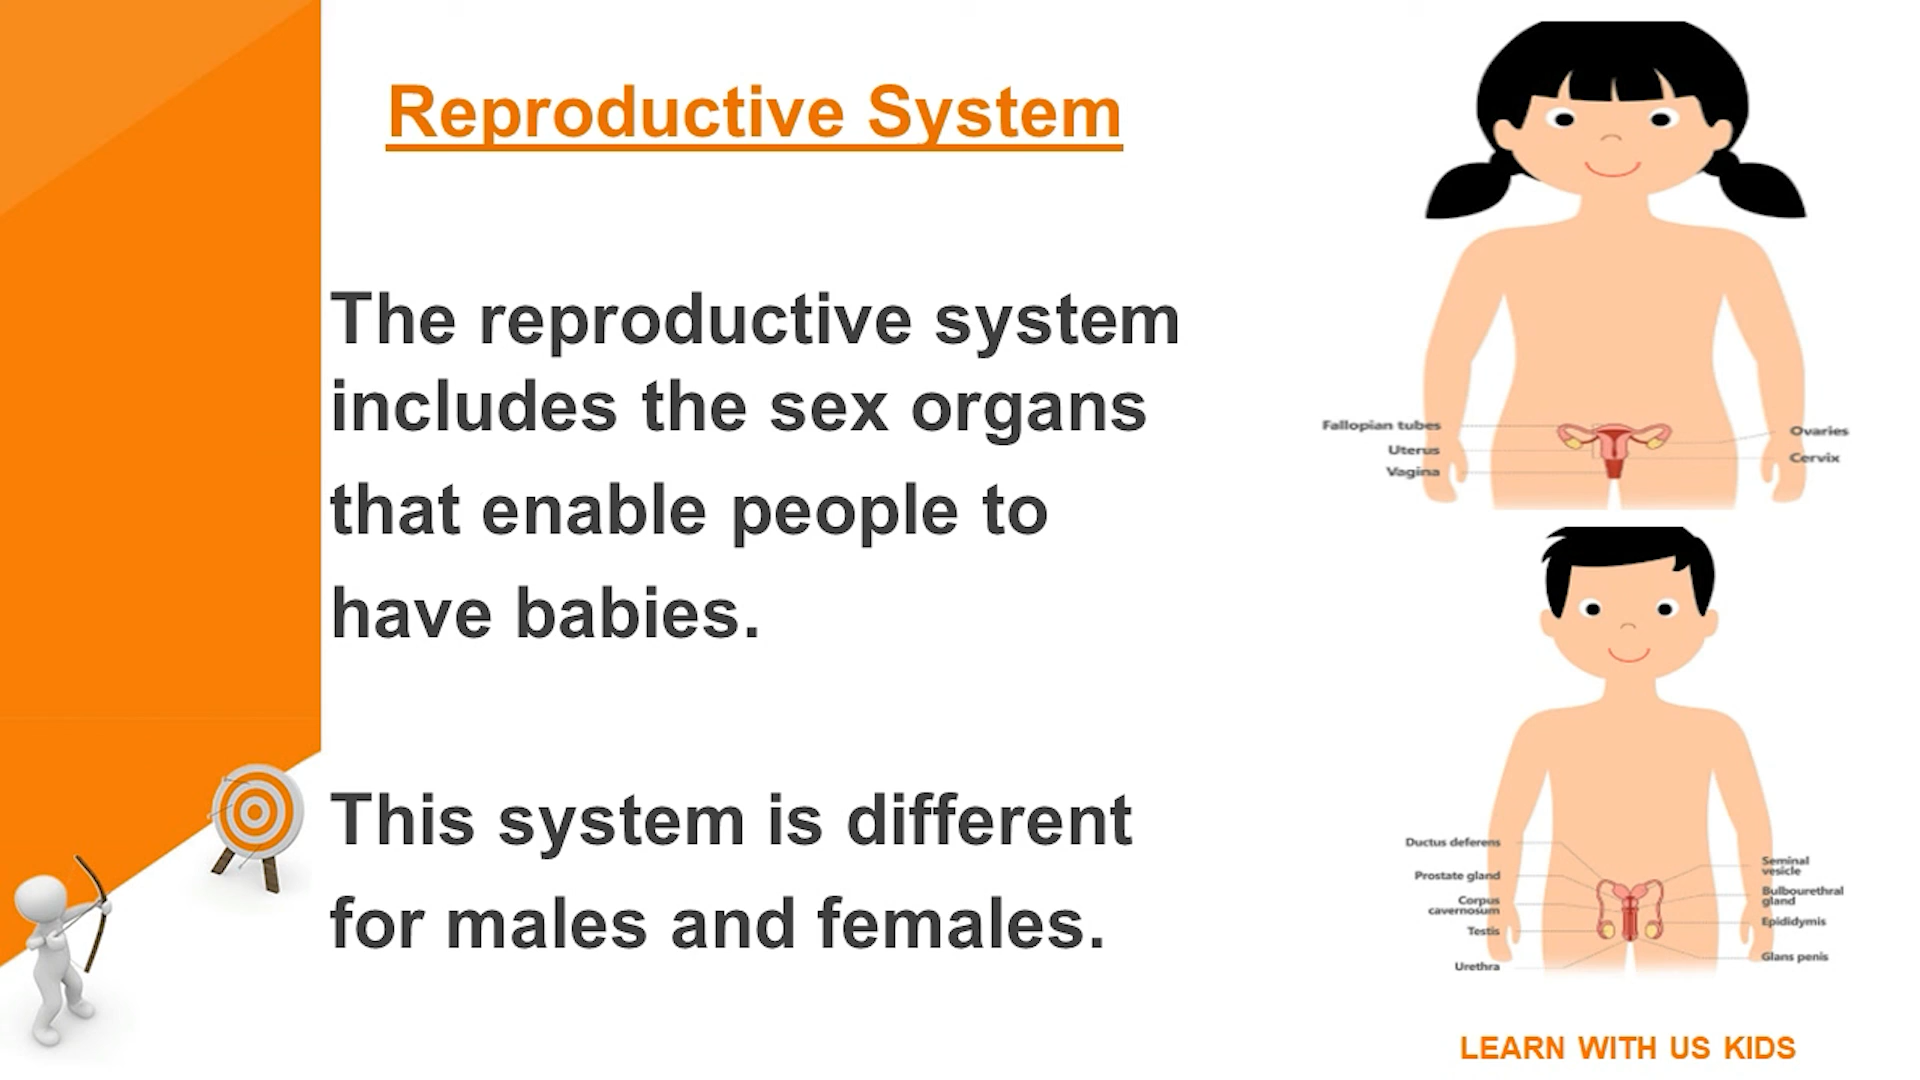 Reproductive System
The reproductive system
includes the sex organs
that enable people to
have babies.
This system is different
for males and females.
Fallopian tubes
Uterus
Vagina
Ovaries
Cervix
Ductus deferens
Prostate gland
Corpus
cavernosum
Testis
Urethra
Seminal
vesicle
Bulbourethral
gland
Epididymis
Glans penis
LEARN WITH US KIDS